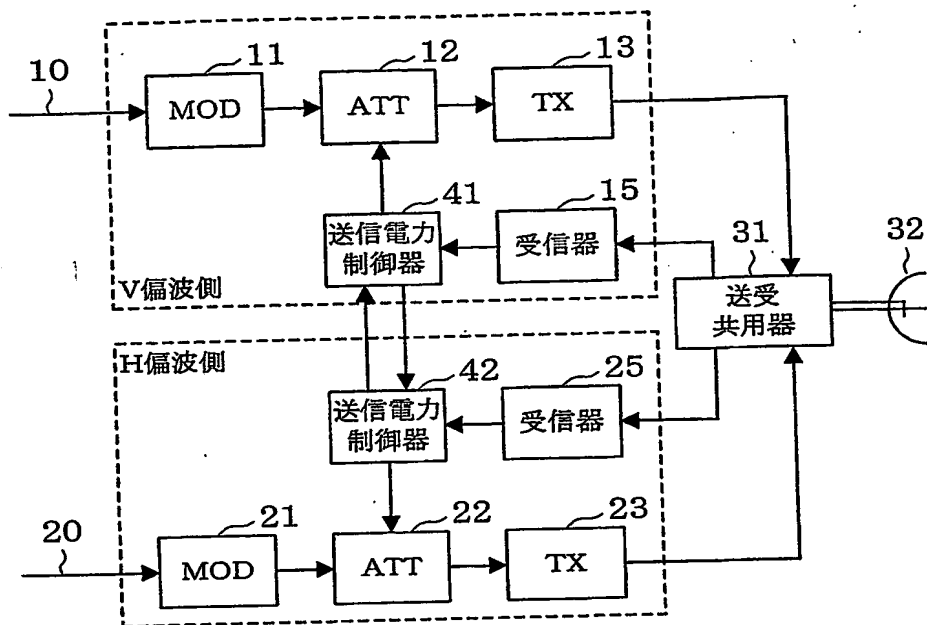 10
11
12
13
MOD
ATT
TX
41
15
送信電力
制御器
受信器
31
32
V偏波側
送受
共用器
H偏波側
42
25
送信電力
制御器
受信器
20
21
22
23
MOD
ATT
TX